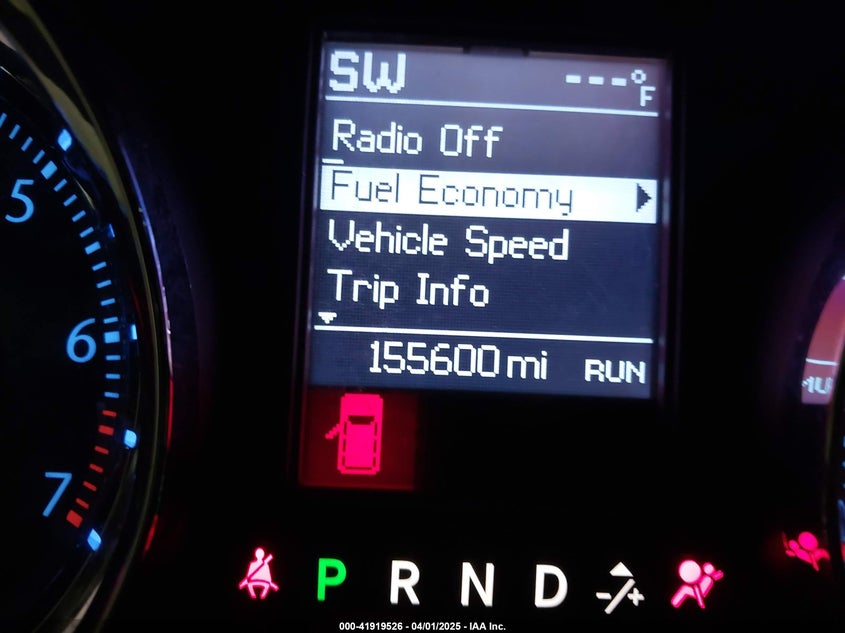 SW ---°F
Radio Off
Fuel Economy
Vehicle Speed
Trip Info
155600 mi RUN
5
6
7
P R N D -/+
000-41919526 - 04/01/2025 - IAA Inc.